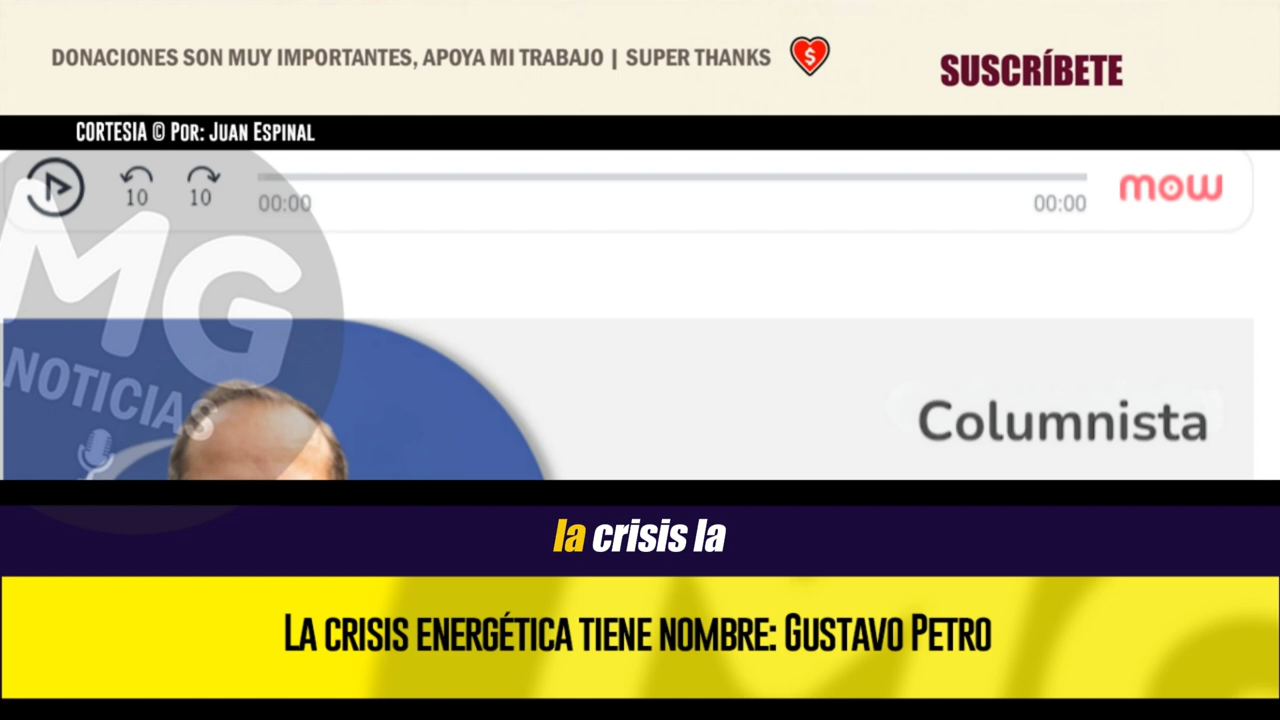 DONACIONES SON MUY IMPORTANTES, APOYA MI TRABAJO | SUPER THANKS $
SUSCRÍBETE
CORTESIA © POR: JUAN ESPINAL
10 10 00:00 00:00 mow
MG
NOTICIAS
Columnista
la crisis la
LA CRISIS ENERGÉTICA TIENE NOMBRE: GUSTAVO PETRO